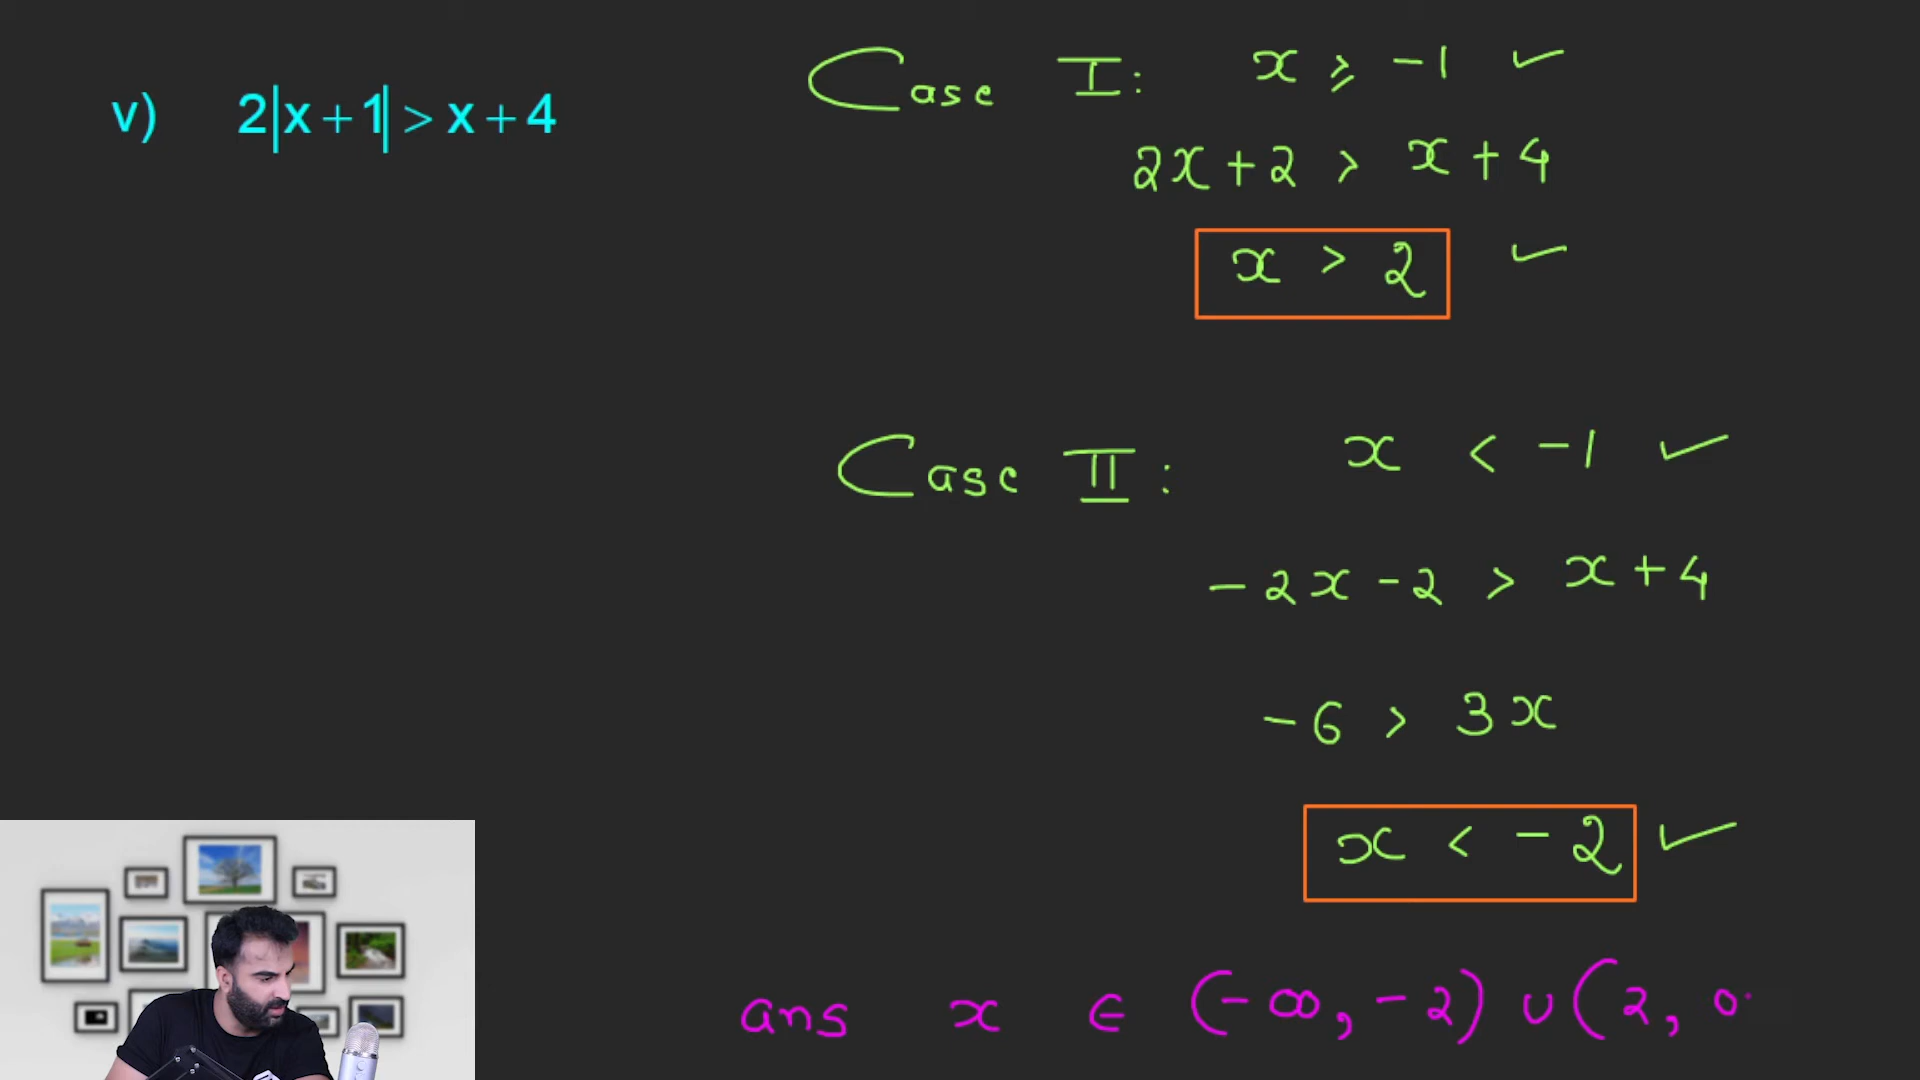 v) 2|x + 1| > x + 4
Case I: x ≥ -1 ✓
2x + 2 > x + 4
x > 2 ✓
Case II: x < -1 ✓
-2x - 2 > x + 4
-6 > 3x
x < -2 ✓
ans x ∈ (-∞, -2) ∪ (2,